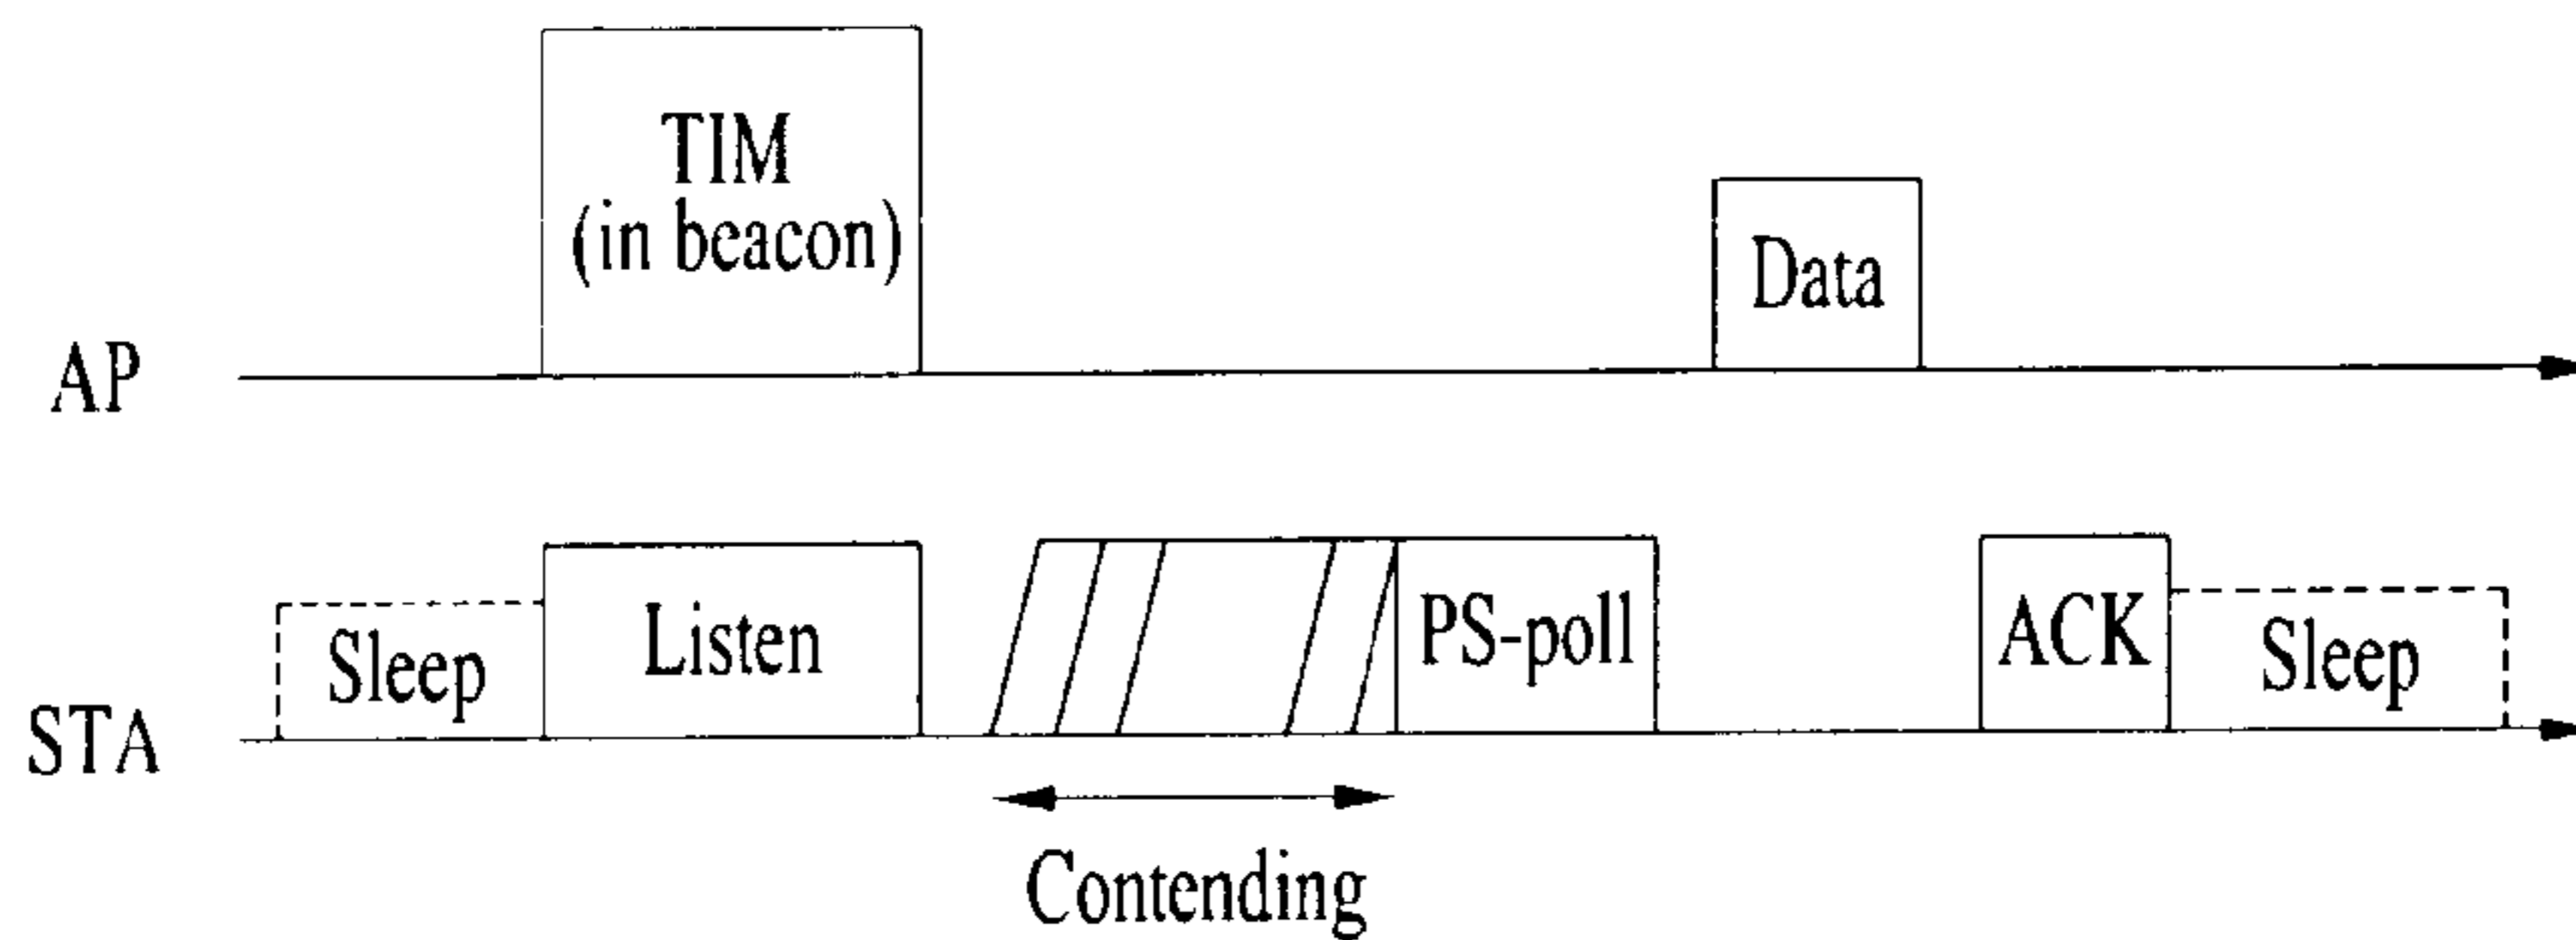 TIM
(in beacon)
Data
AP
Sleep
Listen
PS-poll
ACK
Sleep
STA
Contending